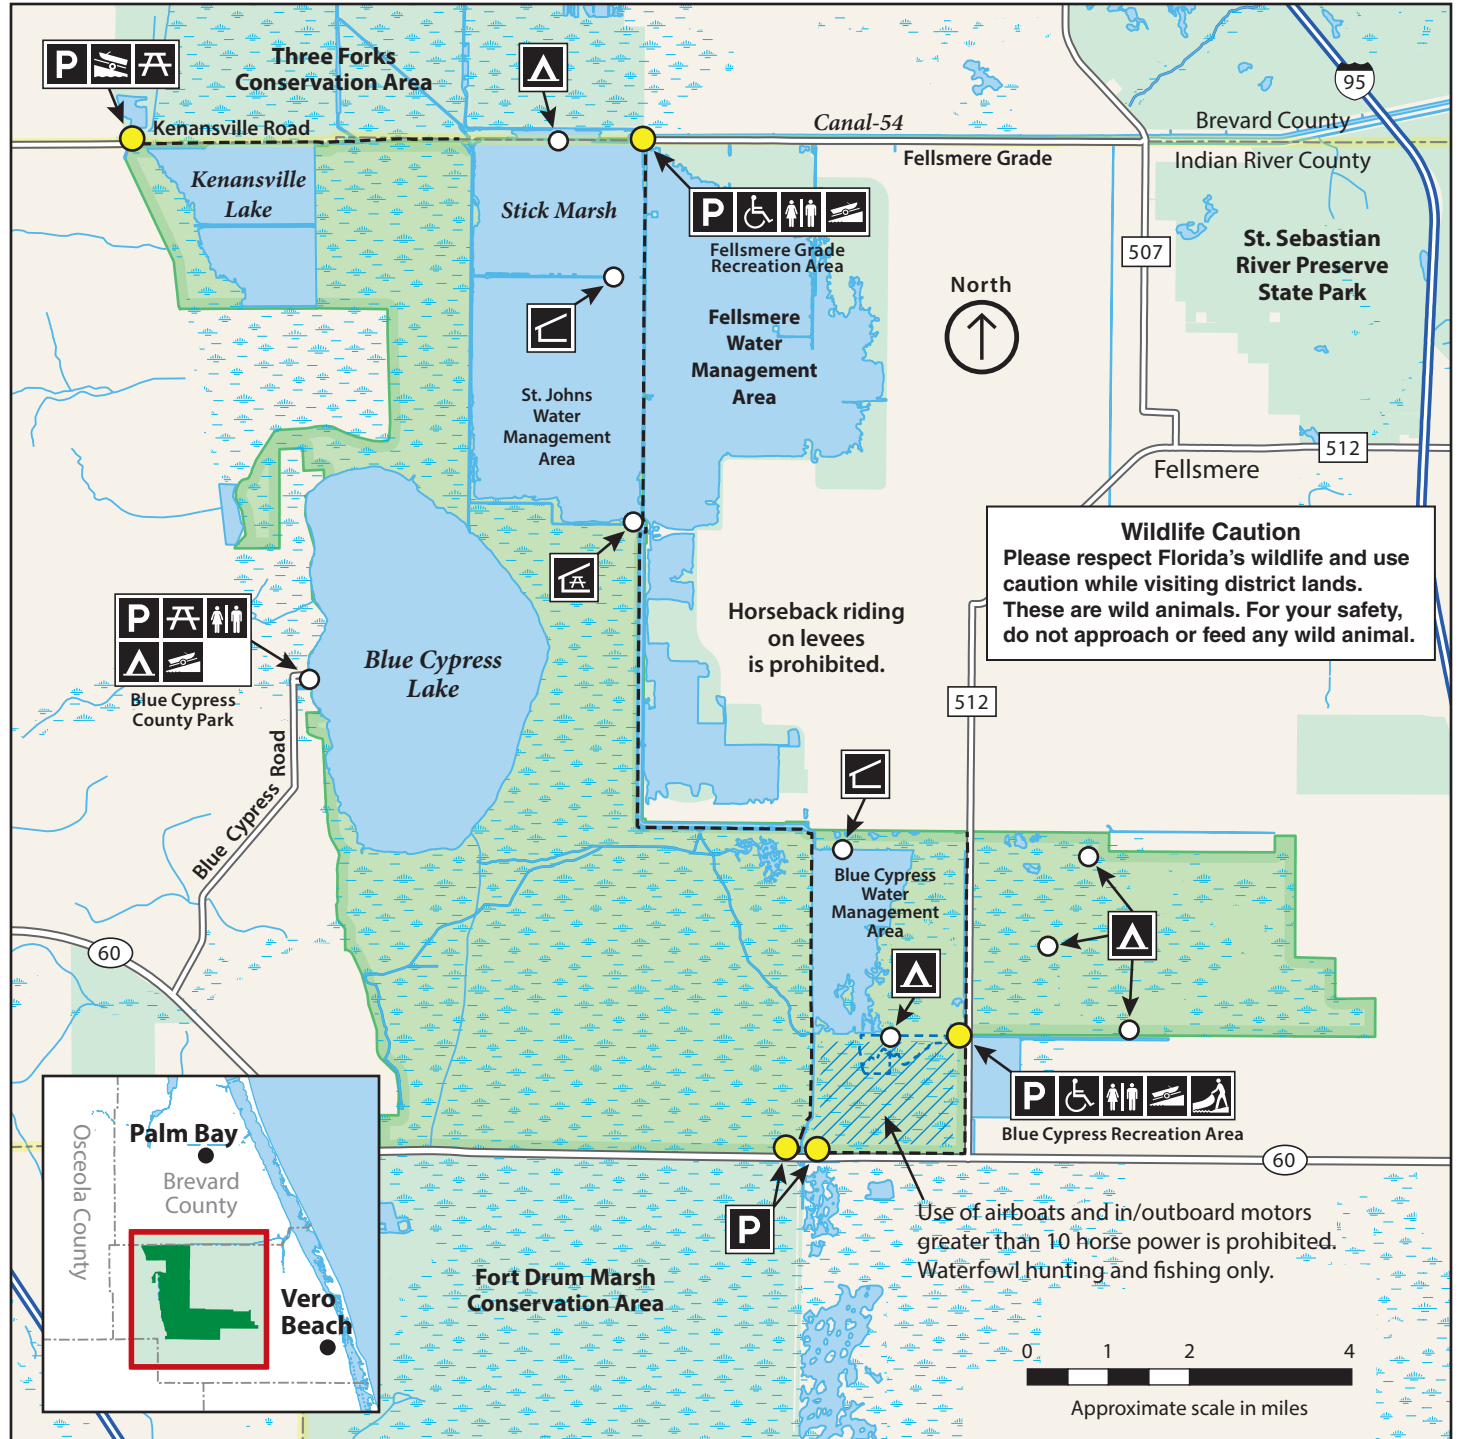 Three Forks
Conservation Area
P
Kenansville Road
Canal-54
Fellsmere Grade
95
Brevard County
Indian River County
Kenansville
Lake
Stick Marsh
P
Fellsmere Grade
Recreation Area
507
St. Sebastian
River Preserve
State Park
North
Fellsmere
Water
Management
Area
St. Johns
Water
Management
Area
512
Fellsmere
Wildlife Caution
Please respect Florida's wildlife and use
caution while visiting district lands.
These are wild animals. For your safety,
do not approach or feed any wild animal.
P
Blue Cypress
County Park
Blue Cypress
Lake
Horseback riding
on levees
is prohibited.
512
Blue Cypress Road
Blue Cypress
Water
Management
Area
60
P
Blue Cypress Recreation Area
60
P
Use of airboats and in/outboard motors
greater than 10 horse power is prohibited.
Waterfowl hunting and fishing only.
Fort Drum Marsh
Conservation Area
Osceola County
Palm Bay
Brevard
County
Vero
Beach
0 1 2 4
Approximate scale in miles